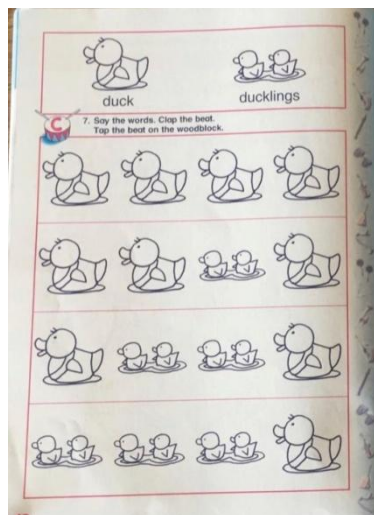 duck
ducklings
C
7. Say the words. Clap the beat.
Tap the beat on the woodblock.